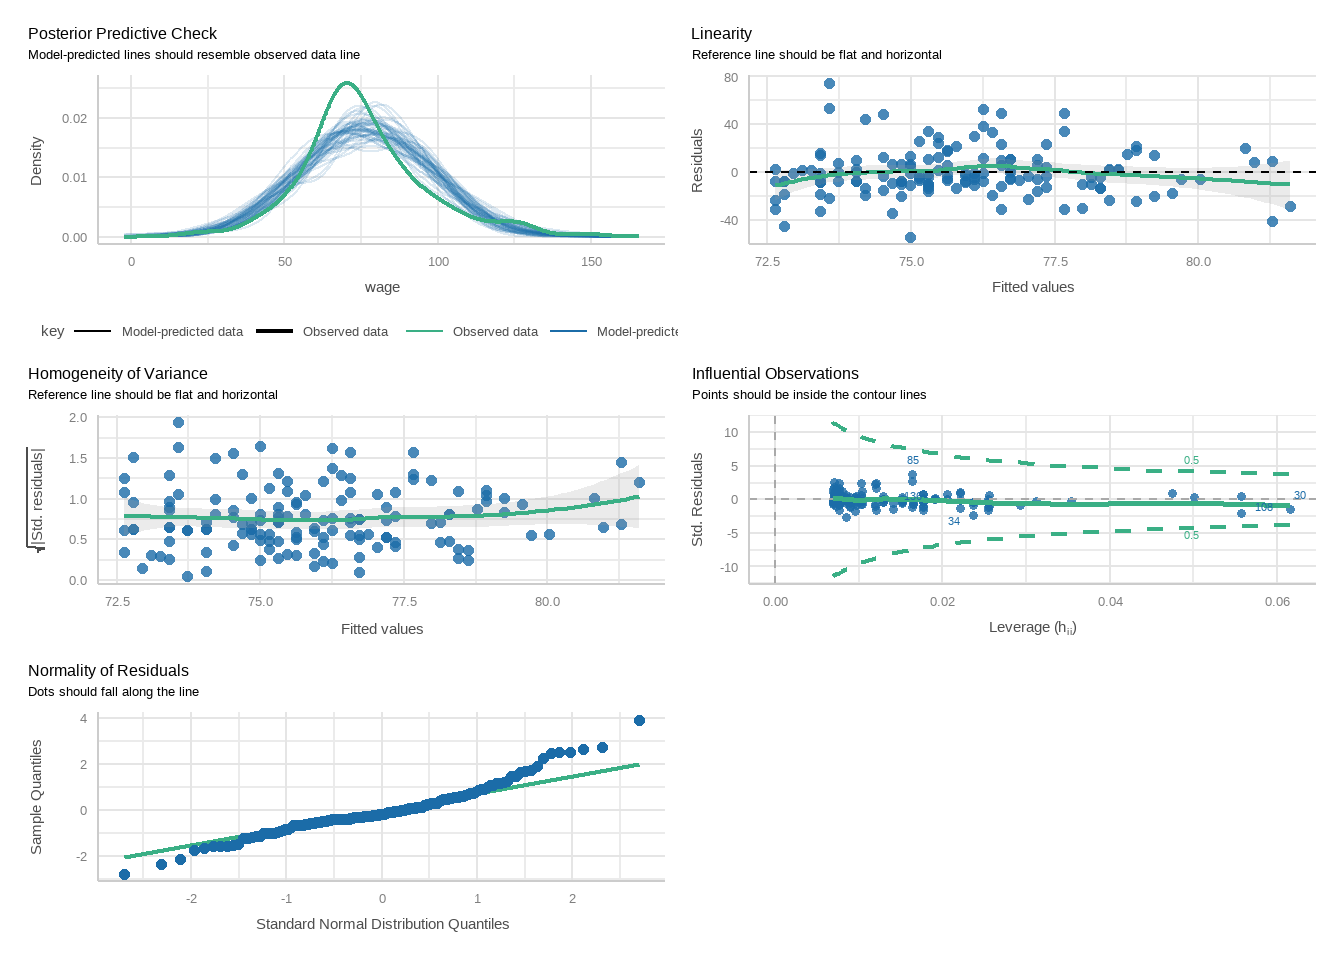 Posterior Predictive Check
Model-predicted lines should resemble observed data line
Density
0.02
0.01
0.00
0
50
100
150
wage
key
Model-predicted data
Observed data
Observed data
Model-predicte
Linearity
Reference line should be flat and horizontal
Residuals
80
40
0
-40
72.5
75.0
77.5
80.0
Fitted values
Homogeneity of Variance
Reference line should be flat and horizontal
√|Std. residuals|
2.0
1.5
1.0
0.5
0.0
72.5
75.0
77.5
80.0
Fitted values
Influential Observations
Points should be inside the contour lines
Std. Residuals
10
5
0
-5
-10
85
0.5
30
34
0.5
0.00
0.02
0.04
0.06
Leverage (hii)
Normality of Residuals
Dots should fall along the line
Sample Quantiles
4
2
0
-2
-2
-1
0
1
2
Standard Normal Distribution Quantiles